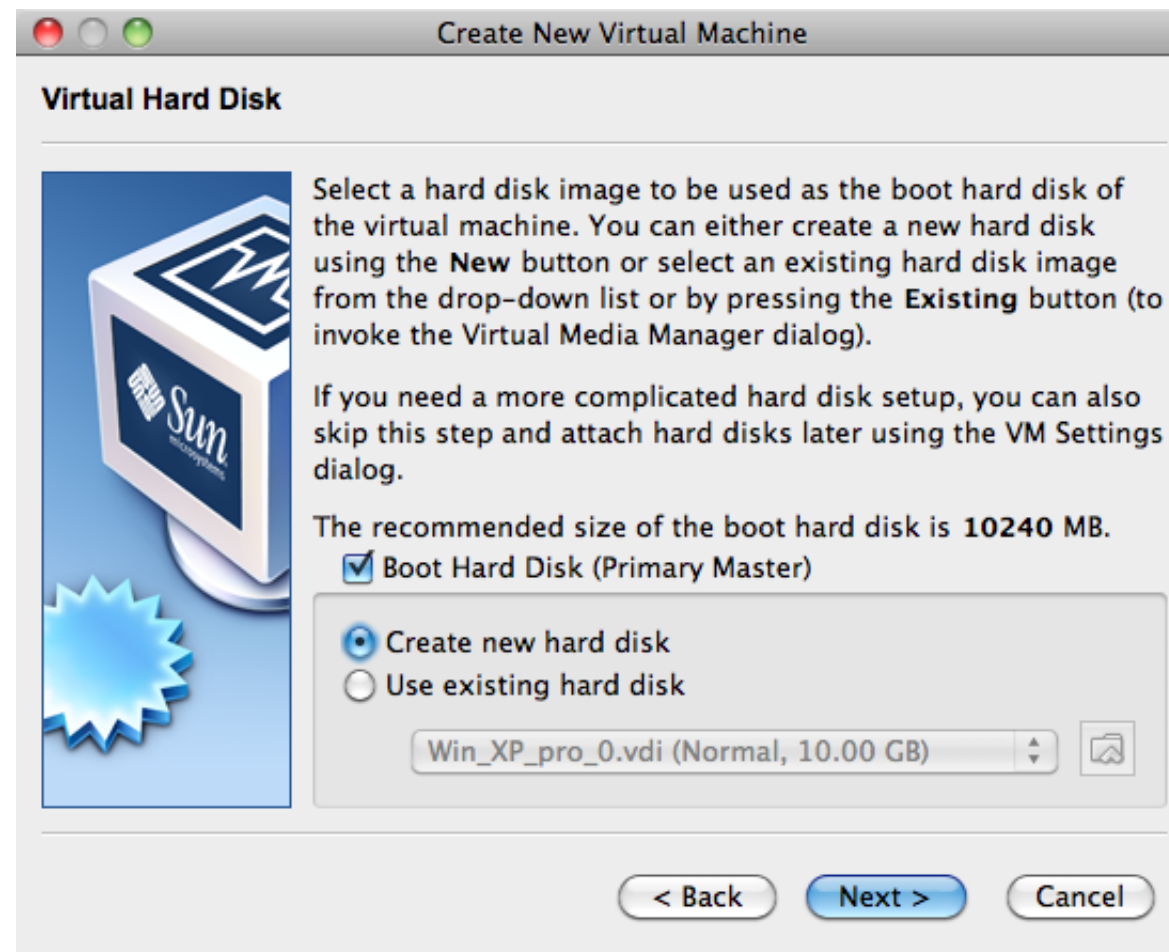 Create New Virtual Machine
Virtual Hard Disk
Select a hard disk image to be used as the boot hard disk of
the virtual machine. You can either create a new hard disk
using the New button or select an existing hard disk image
from the drop-down list or by pressing the Existing button (to
invoke the Virtual Media Manager dialog).
If you need a more complicated hard disk setup, you can also
skip this step and attach hard disks later using the VM Settings
dialog.
The recommended size of the boot hard disk is 10240 MB.
Boot Hard Disk (Primary Master)
Create new hard disk
Use existing hard disk
Win_XP_pro_0.vdi (Normal, 10.00 GB)
Sun
microsystems
< Back
Next >
Cancel